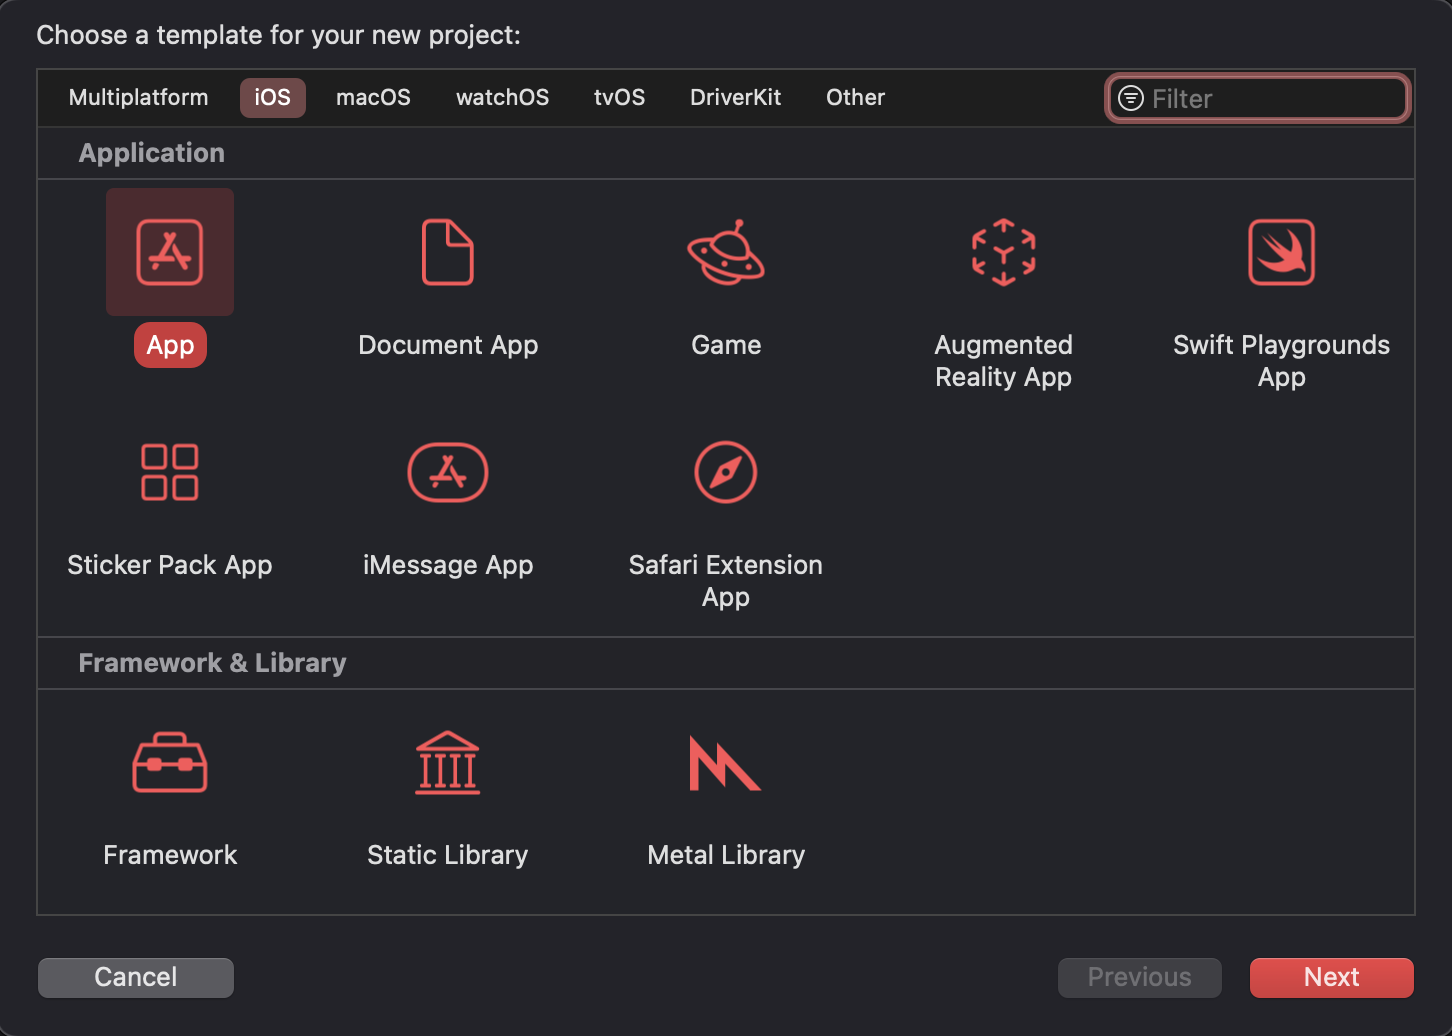 Choose a template for your new project:
Multiplatform iOS macOS watchOS tvOS DriverKit Other Filter
Application
App Document App Game Augmented Reality App Swift Playgrounds App
Sticker Pack App iMessage App Safari Extension App
Framework & Library
Framework Static Library Metal Library
Cancel Previous Next